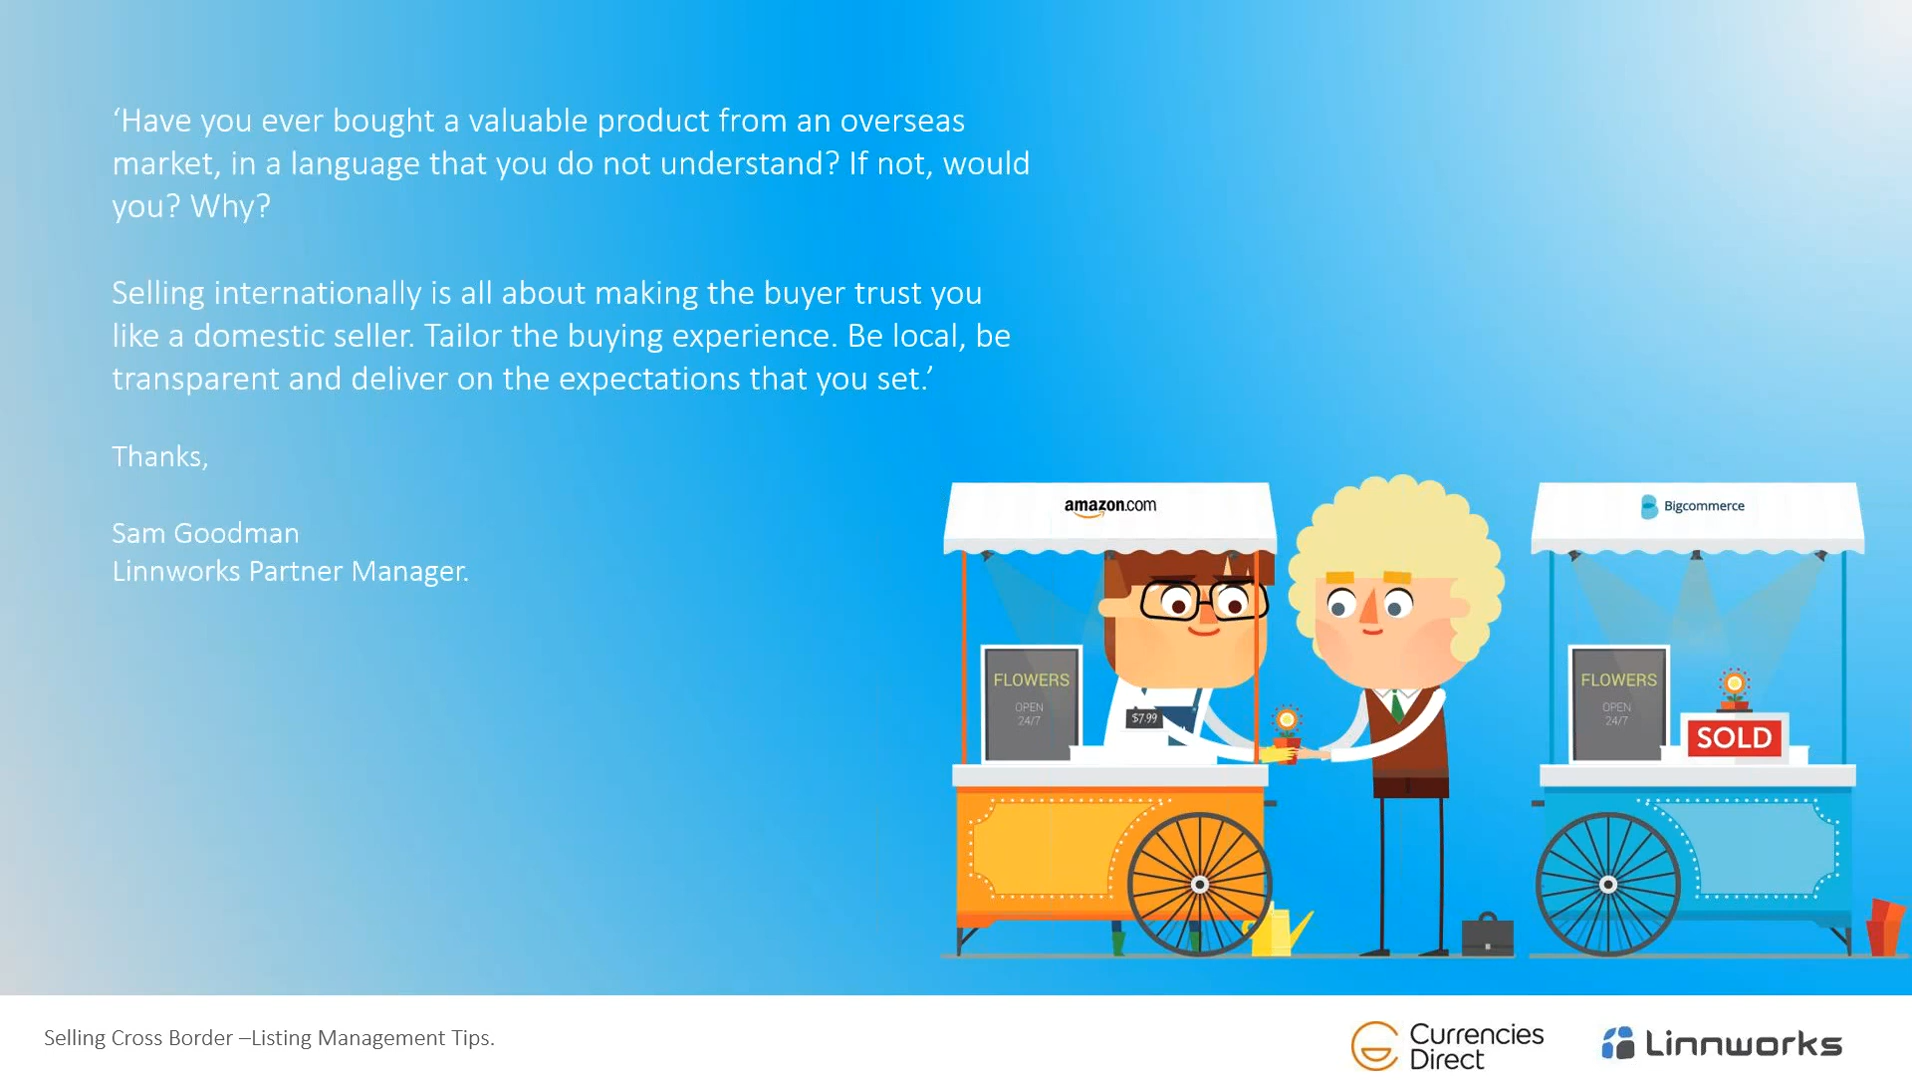 ‘Have you ever bought a valuable product from an overseas
market, in a language that you do not understand? If not, would
you? Why?
Selling internationally is all about making the buyer trust you
like a domestic seller. Tailor the buying experience. Be local, be
transparent and deliver on the expectations that you set.’
Thanks,
Sam Goodman
Linnworks Partner Manager.
amazon.com
Bigcommerce
FLOWERS
OPEN
24/7
$7.99
FLOWERS
OPEN
24/7
SOLD
Selling Cross Border –Listing Management Tips.
Currencies
Direct
Linnworks